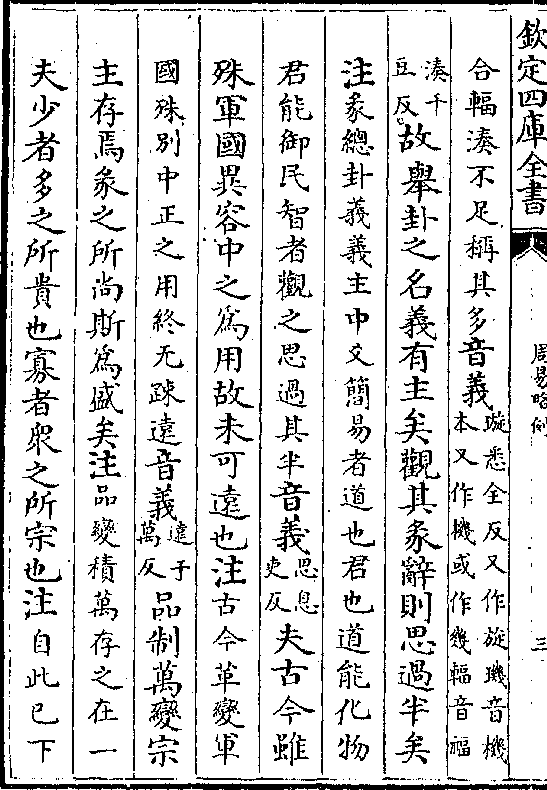 欽定四庫全書
周易略例
三
合輻湊不足稱其多音義璇悉全反又作旋璣音機
本又作機或作幾輻音福
湊千
豆反故舉卦之名義有主矣觀其彖辭則思過半矣
注彖總卦義義主中爻簡易者道也君也道能化物
君能御民智者觀之思過其半音義思息
吏反夫古今雖
殊軍國異容中之為用故未可遠也注古今革變軍
國殊別中正之用終无踈遠音義遠于
萬反品制萬變宗
主存焉彖之所尚斯為盛矣注品變積萬存之在一
夫少者多之所貴也寡者衆之所宗也注自此已下